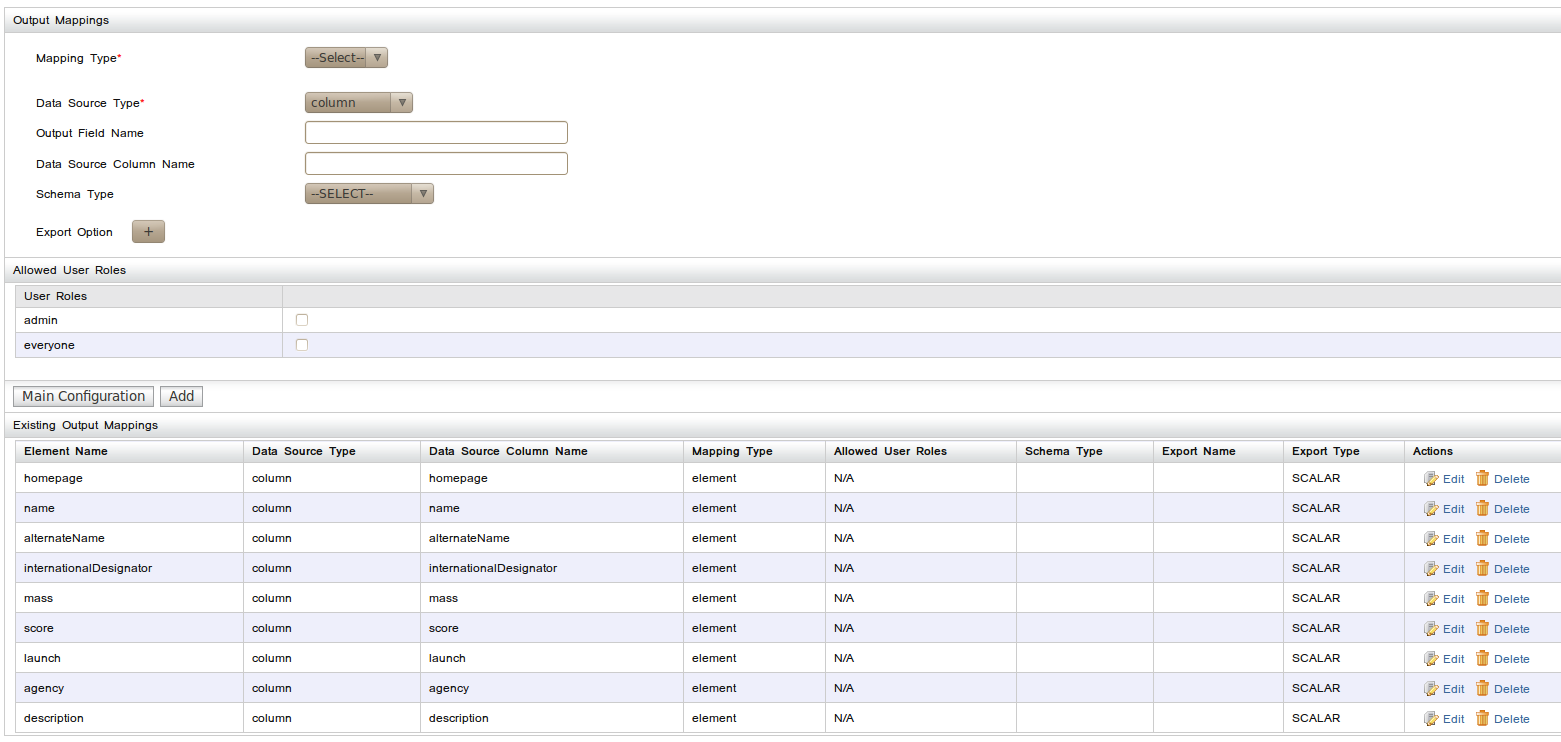 Output Mappings
Mapping Type* --Select--
Data Source Type* column
Output Field Name
Data Source Column Name
Schema Type --SELECT--
Export Option +
Allowed User Roles
User Roles
admin
everyone
Main Configuration Add
Existing Output Mappings
Element Name Data Source Type Data Source Column Name Mapping Type Allowed User Roles Schema Type Export Name Export Type Actions
homepage column homepage element N/A SCALAR Edit Delete
name column name element N/A SCALAR Edit Delete
alternateName column alternateName element N/A SCALAR Edit Delete
internationalDesignator column internationalDesignator element N/A SCALAR Edit Delete
mass column mass element N/A SCALAR Edit Delete
score column score element N/A SCALAR Edit Delete
launch column launch element N/A SCALAR Edit Delete
agency column agency element N/A SCALAR Edit Delete
description column description element N/A SCALAR Edit Delete